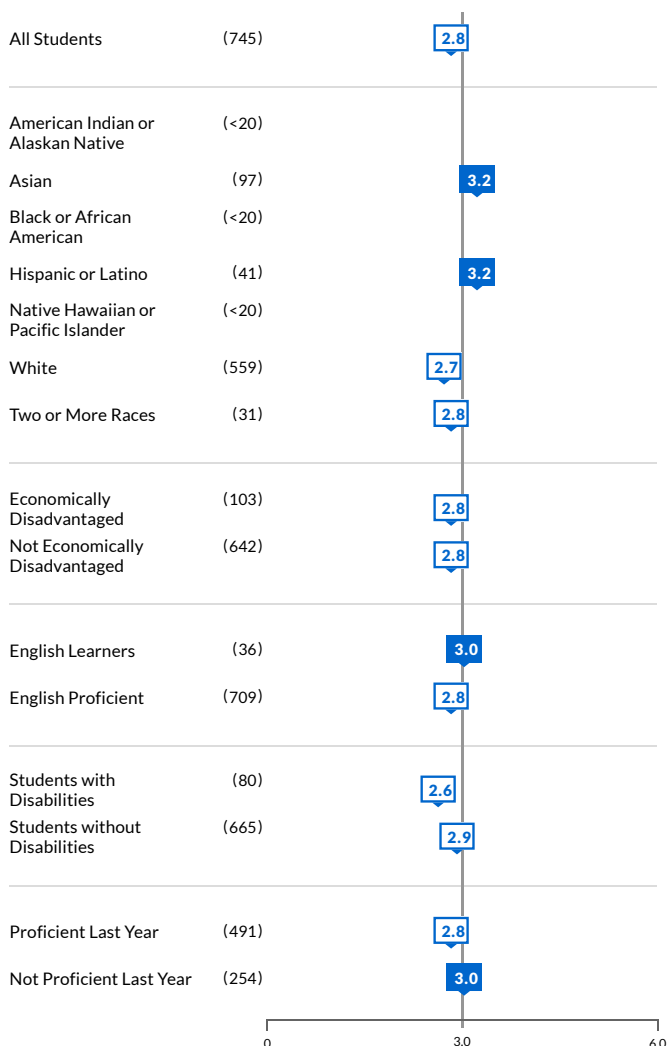 All Students (745) 2.8
American Indian or (<20)
Alaskan Native
Asian (97) 3.2
Black or African (<20)
American
Hispanic or Latino (41) 3.2
Native Hawaiian or (<20)
Pacific Islander
White (559) 2.7
Two or More Races (31) 2.8
Economically (103) 2.8
Disadvantaged
Not Economically (642) 2.8
Disadvantaged
English Learners (36) 3.0
English Proficient (709) 2.8
Students with (80) 2.6
Disabilities
Students without (665) 2.9
Disabilities
Proficient Last Year (491) 2.8
Not Proficient Last Year (254) 3.0
0 3.0 6.0